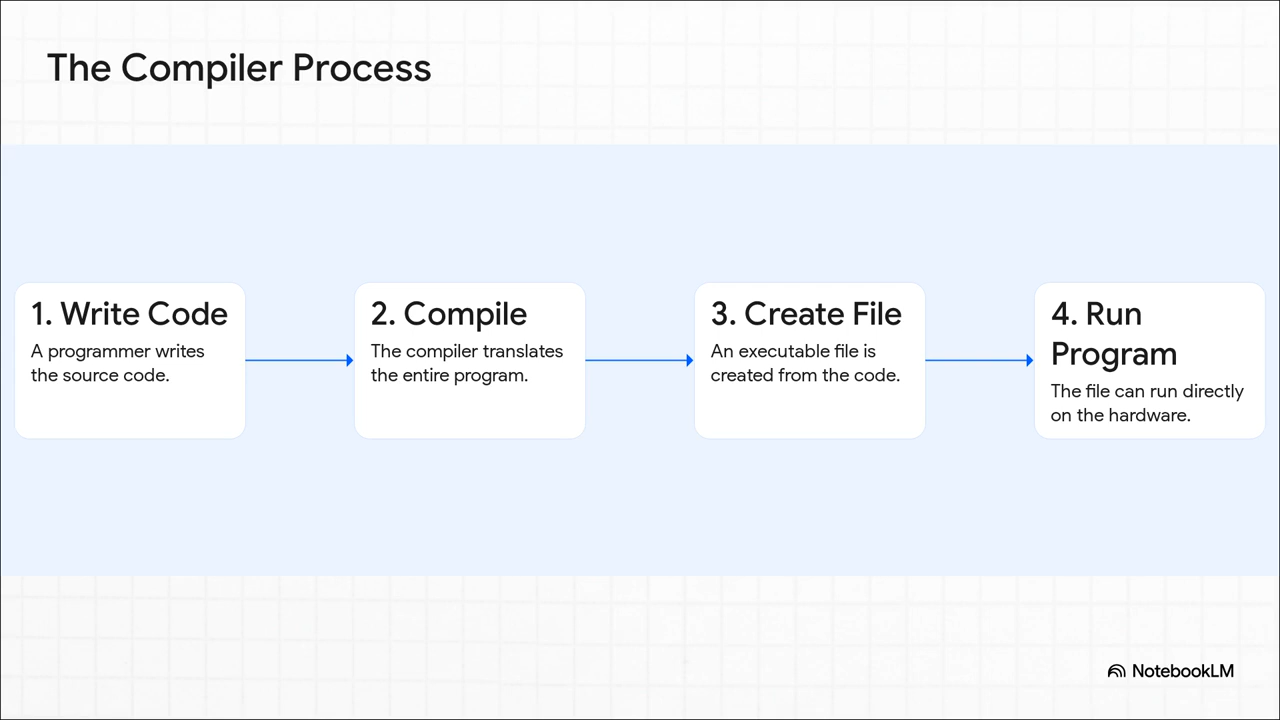 The Compiler Process
1. Write Code
A programmer writes
the source code.
2. Compile
The compiler translates
the entire program.
3. Create File
An executable file is
created from the code.
4. Run
Program
The file can run directly
on the hardware.
NotebookLM